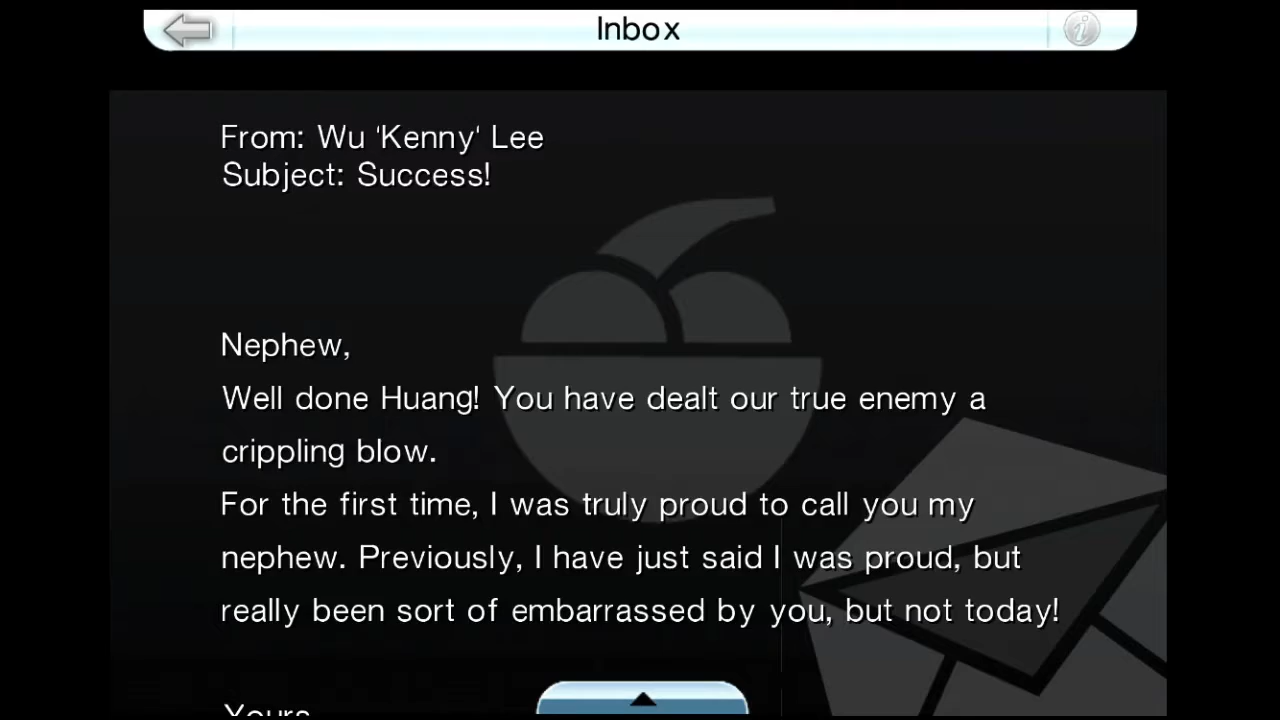 Inbox
From: Wu 'Kenny' Lee
Subject: Success!
Nephew,
Well done Huang! You have dealt our true enemy a
crippling blow.
For the first time, I was truly proud to call you my
nephew. Previously, I have just said I was proud, but
really been sort of embarrassed by you, but not today!
Yours